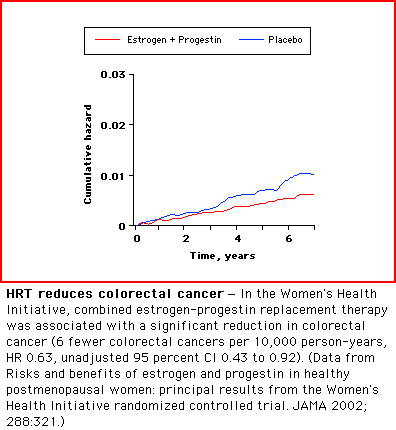 Estrogen + Progestin Placebo
0.03
0.02
0.01
0
0 2 4 6
Cumulative hazard
Time, years
HRT reduces colorectal cancer – In the Women's Health
Initiative, combined estrogen-progestin replacement therapy
was associated with a significant reduction in colorectal
cancer (6 fewer colorectal cancers per 10,000 person-years,
HR 0.63, unadjusted 95 percent CI 0.43 to 0.92). (Data from
Risks and benefits of estrogen and progestin in healthy
postmenopausal women: principal results from the Women's
Health Initiative randomized controlled trial. JAMA 2002;
288:321.)